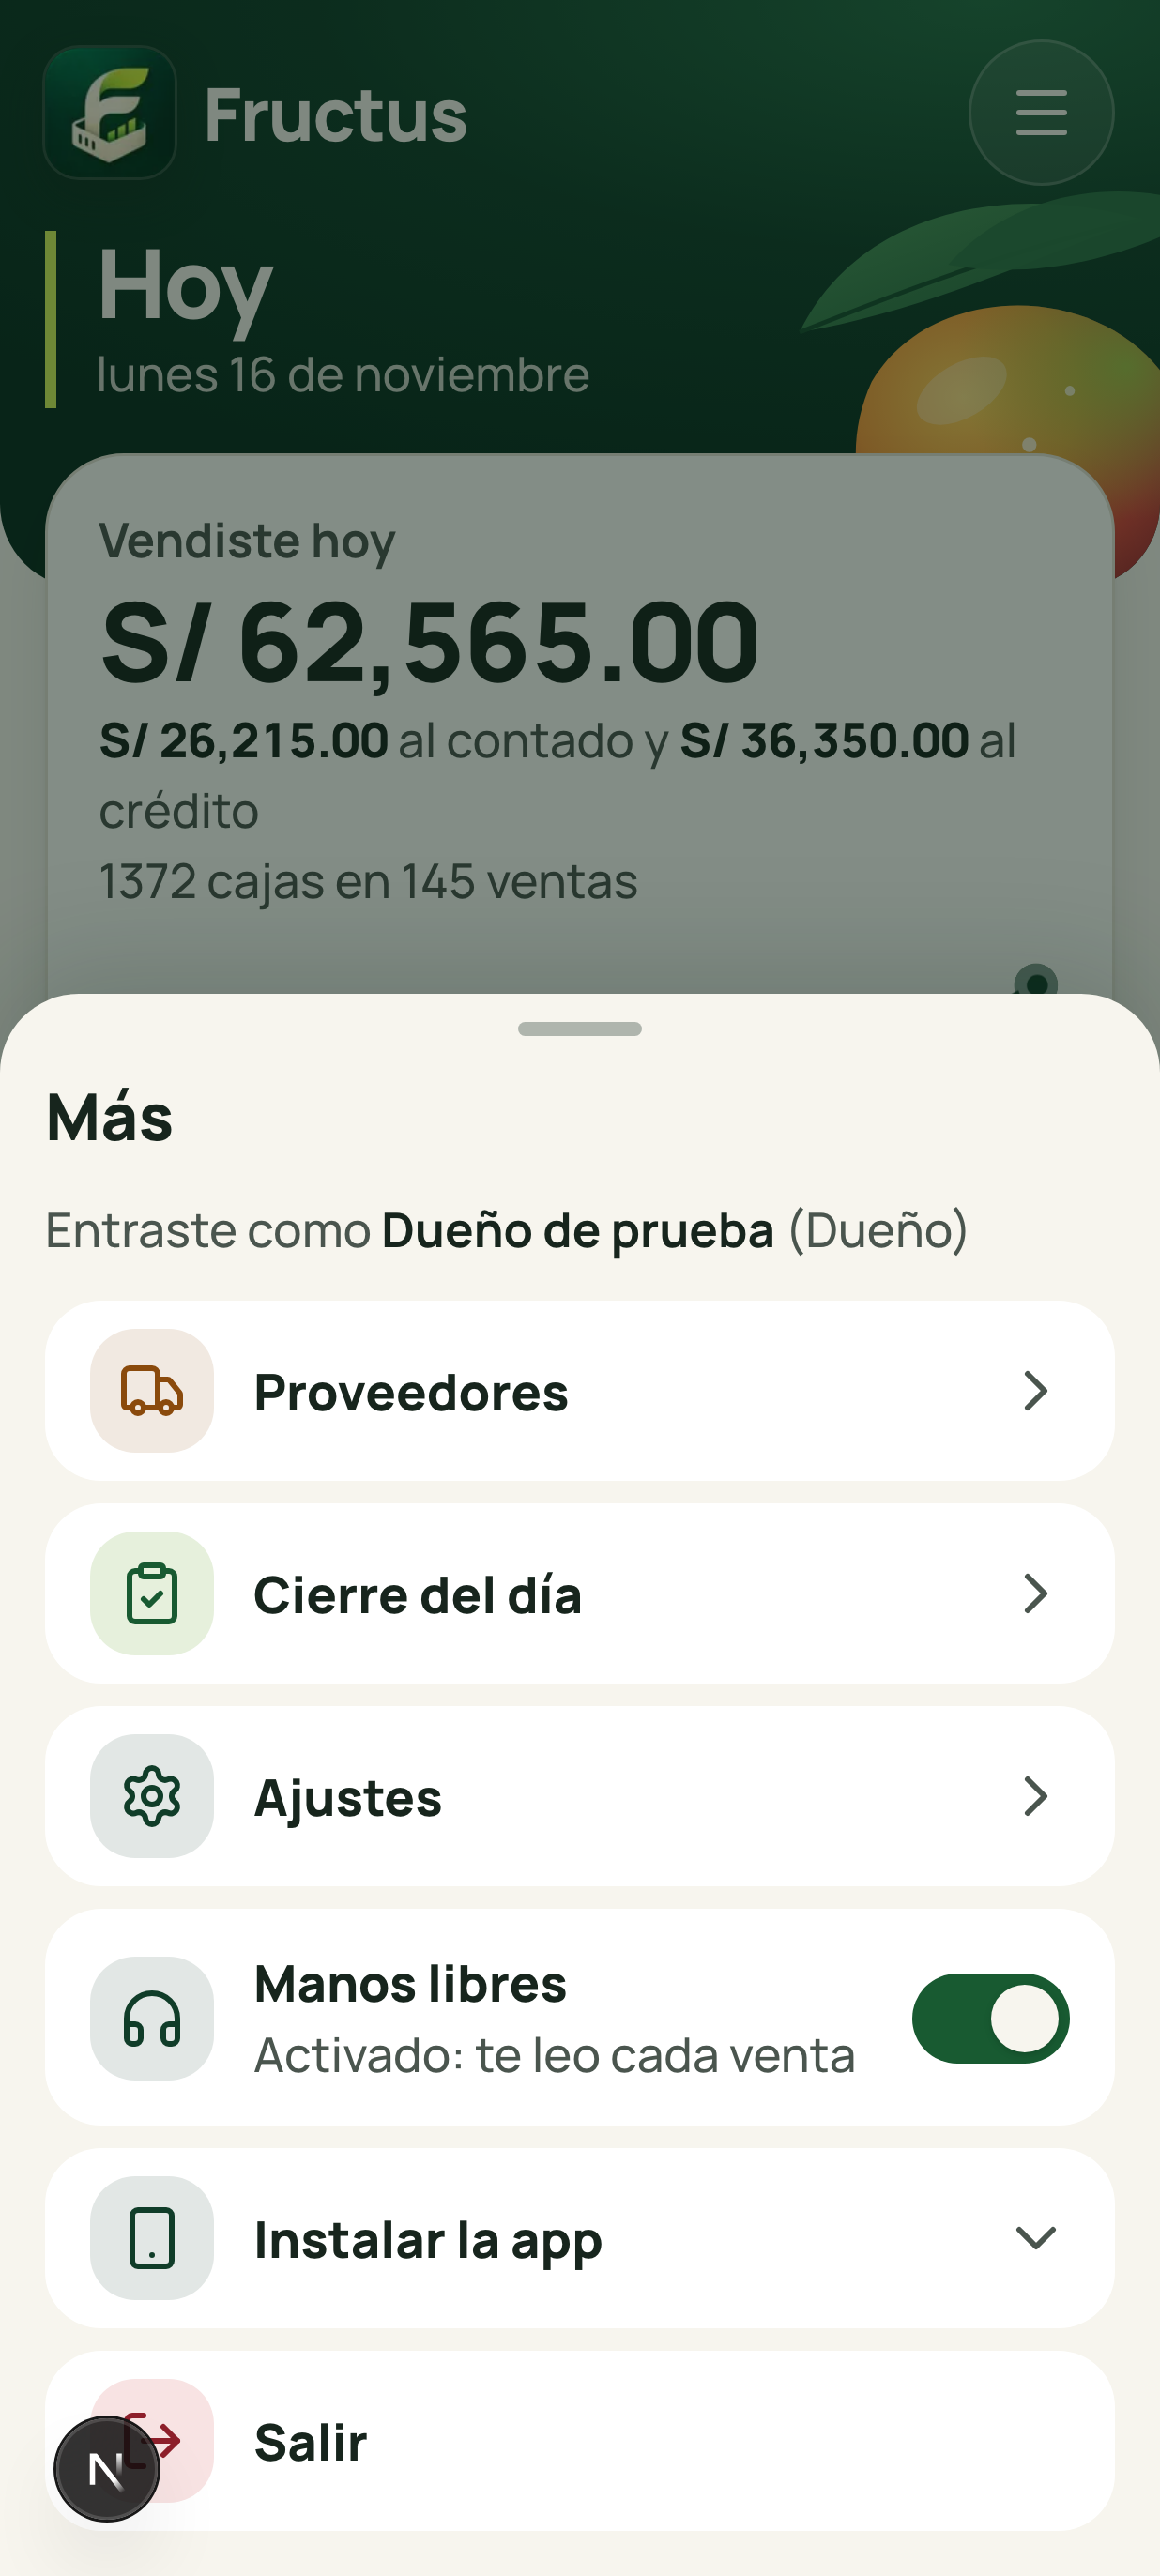 Fructus
Hoy
lunes 16 de noviembre
Vendiste hoy
S/ 62,565.00
S/ 26,215.00 al contado y S/ 36,350.00 al
crédito
1372 cajas en 145 ventas
Más
Entraste como Dueño de prueba (Dueño)
Proveedores
Cierre del día
Ajustes
Manos libres
Activado: te leo cada venta
Instalar la app
Salir
N